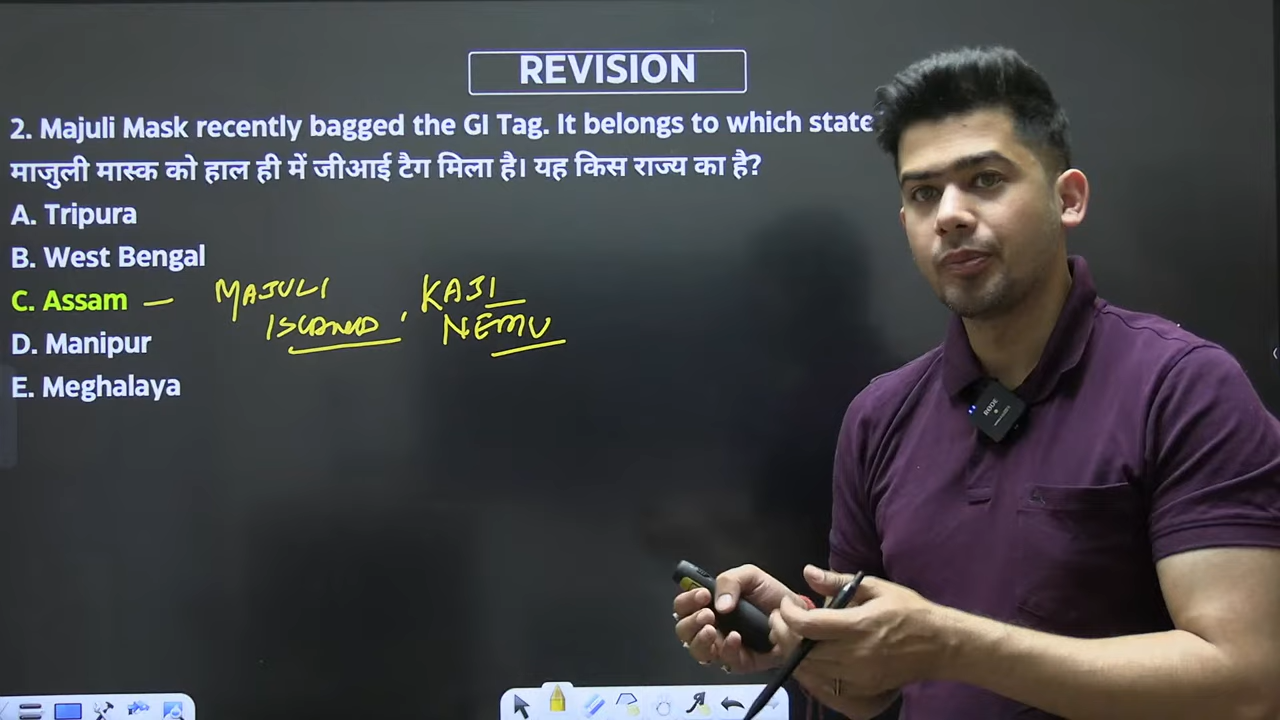 REVISION
2. Majuli Mask recently bagged the GI Tag. It belongs to which state
माजुली मास्क को हाल ही में जीआई टैग मिला है। यह किस राज्य का है?
A. Tripura
B. West Bengal
C. Assam — MAJULI ISLAND, KAJI NEMU
D. Manipur
E. Meghalaya
RODE